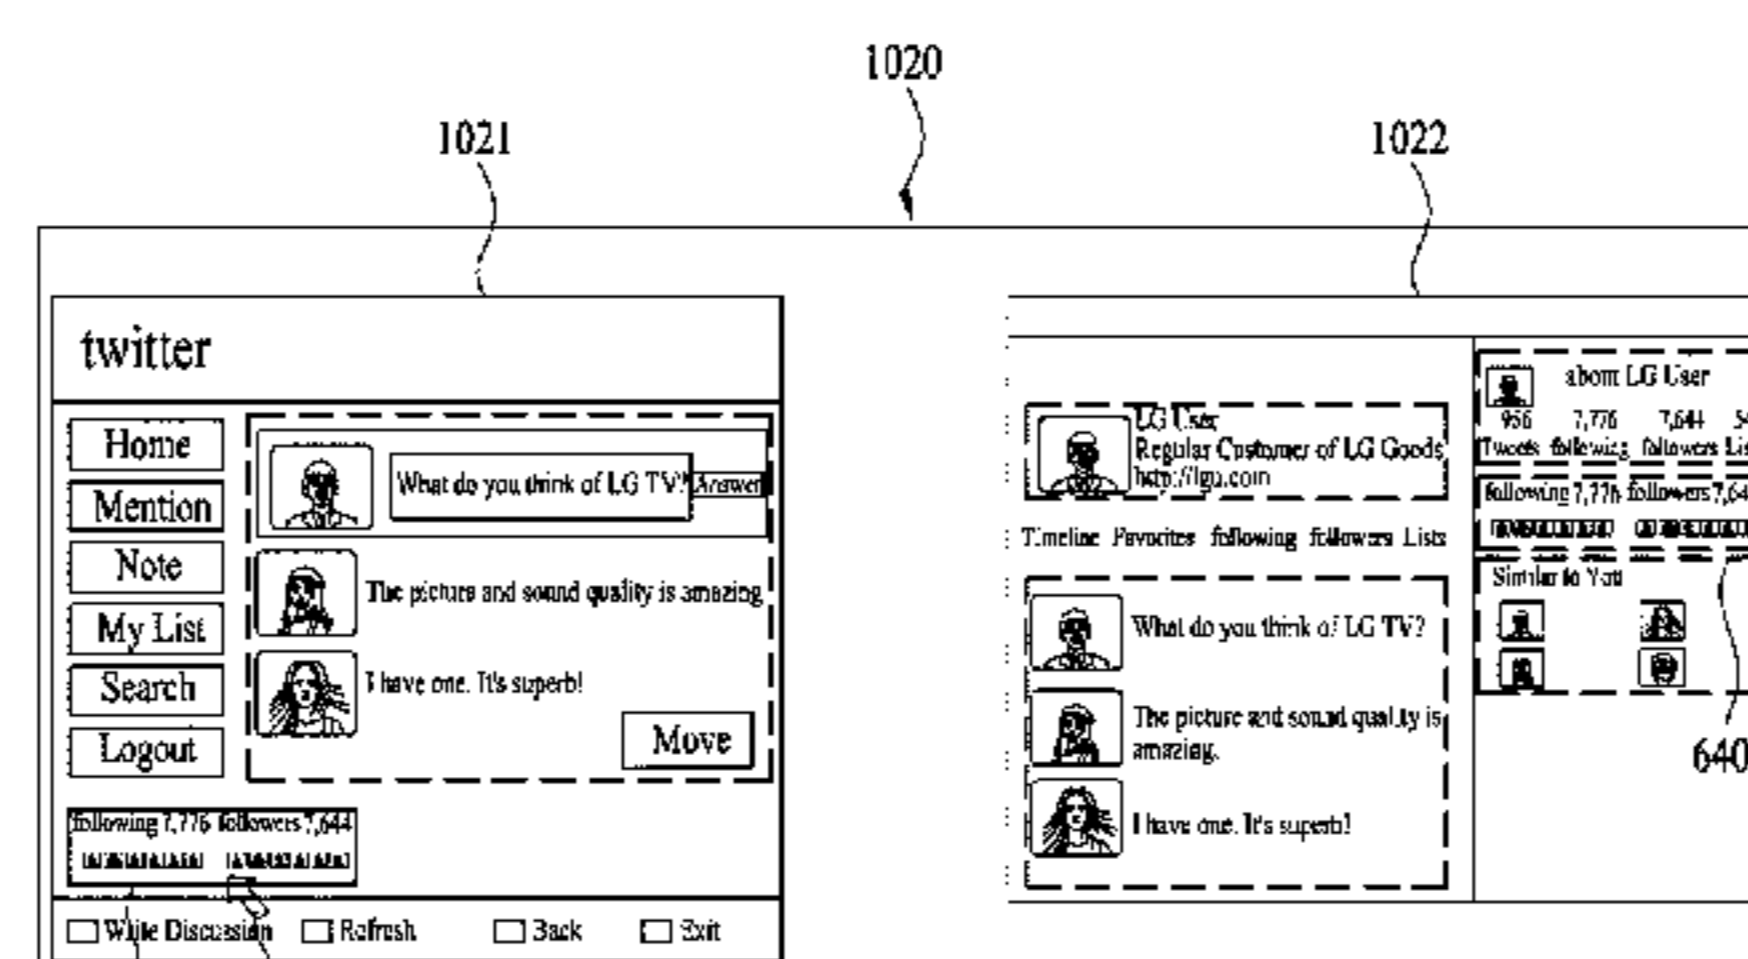 1020
1021
1022
twitter
Home
Mention
Note
My List
Search
Logout
What do you think of LG TV?
Answer
The picture and sound quality is amazing
I have one. It's superb!
Move
following 7,776 followers 7,644
Write Discussion
Refresh
Back
Exit
LG User
Regular Customer of LG Goods
Timeline Favorites following followers Lists
What do you think of LG TV?
The picture and sound quality is
amazing.
I have one. It's superb!
about LG User
956 7,776 7,644
Tweets following followers
following 7,776 followers
Similar to You
640